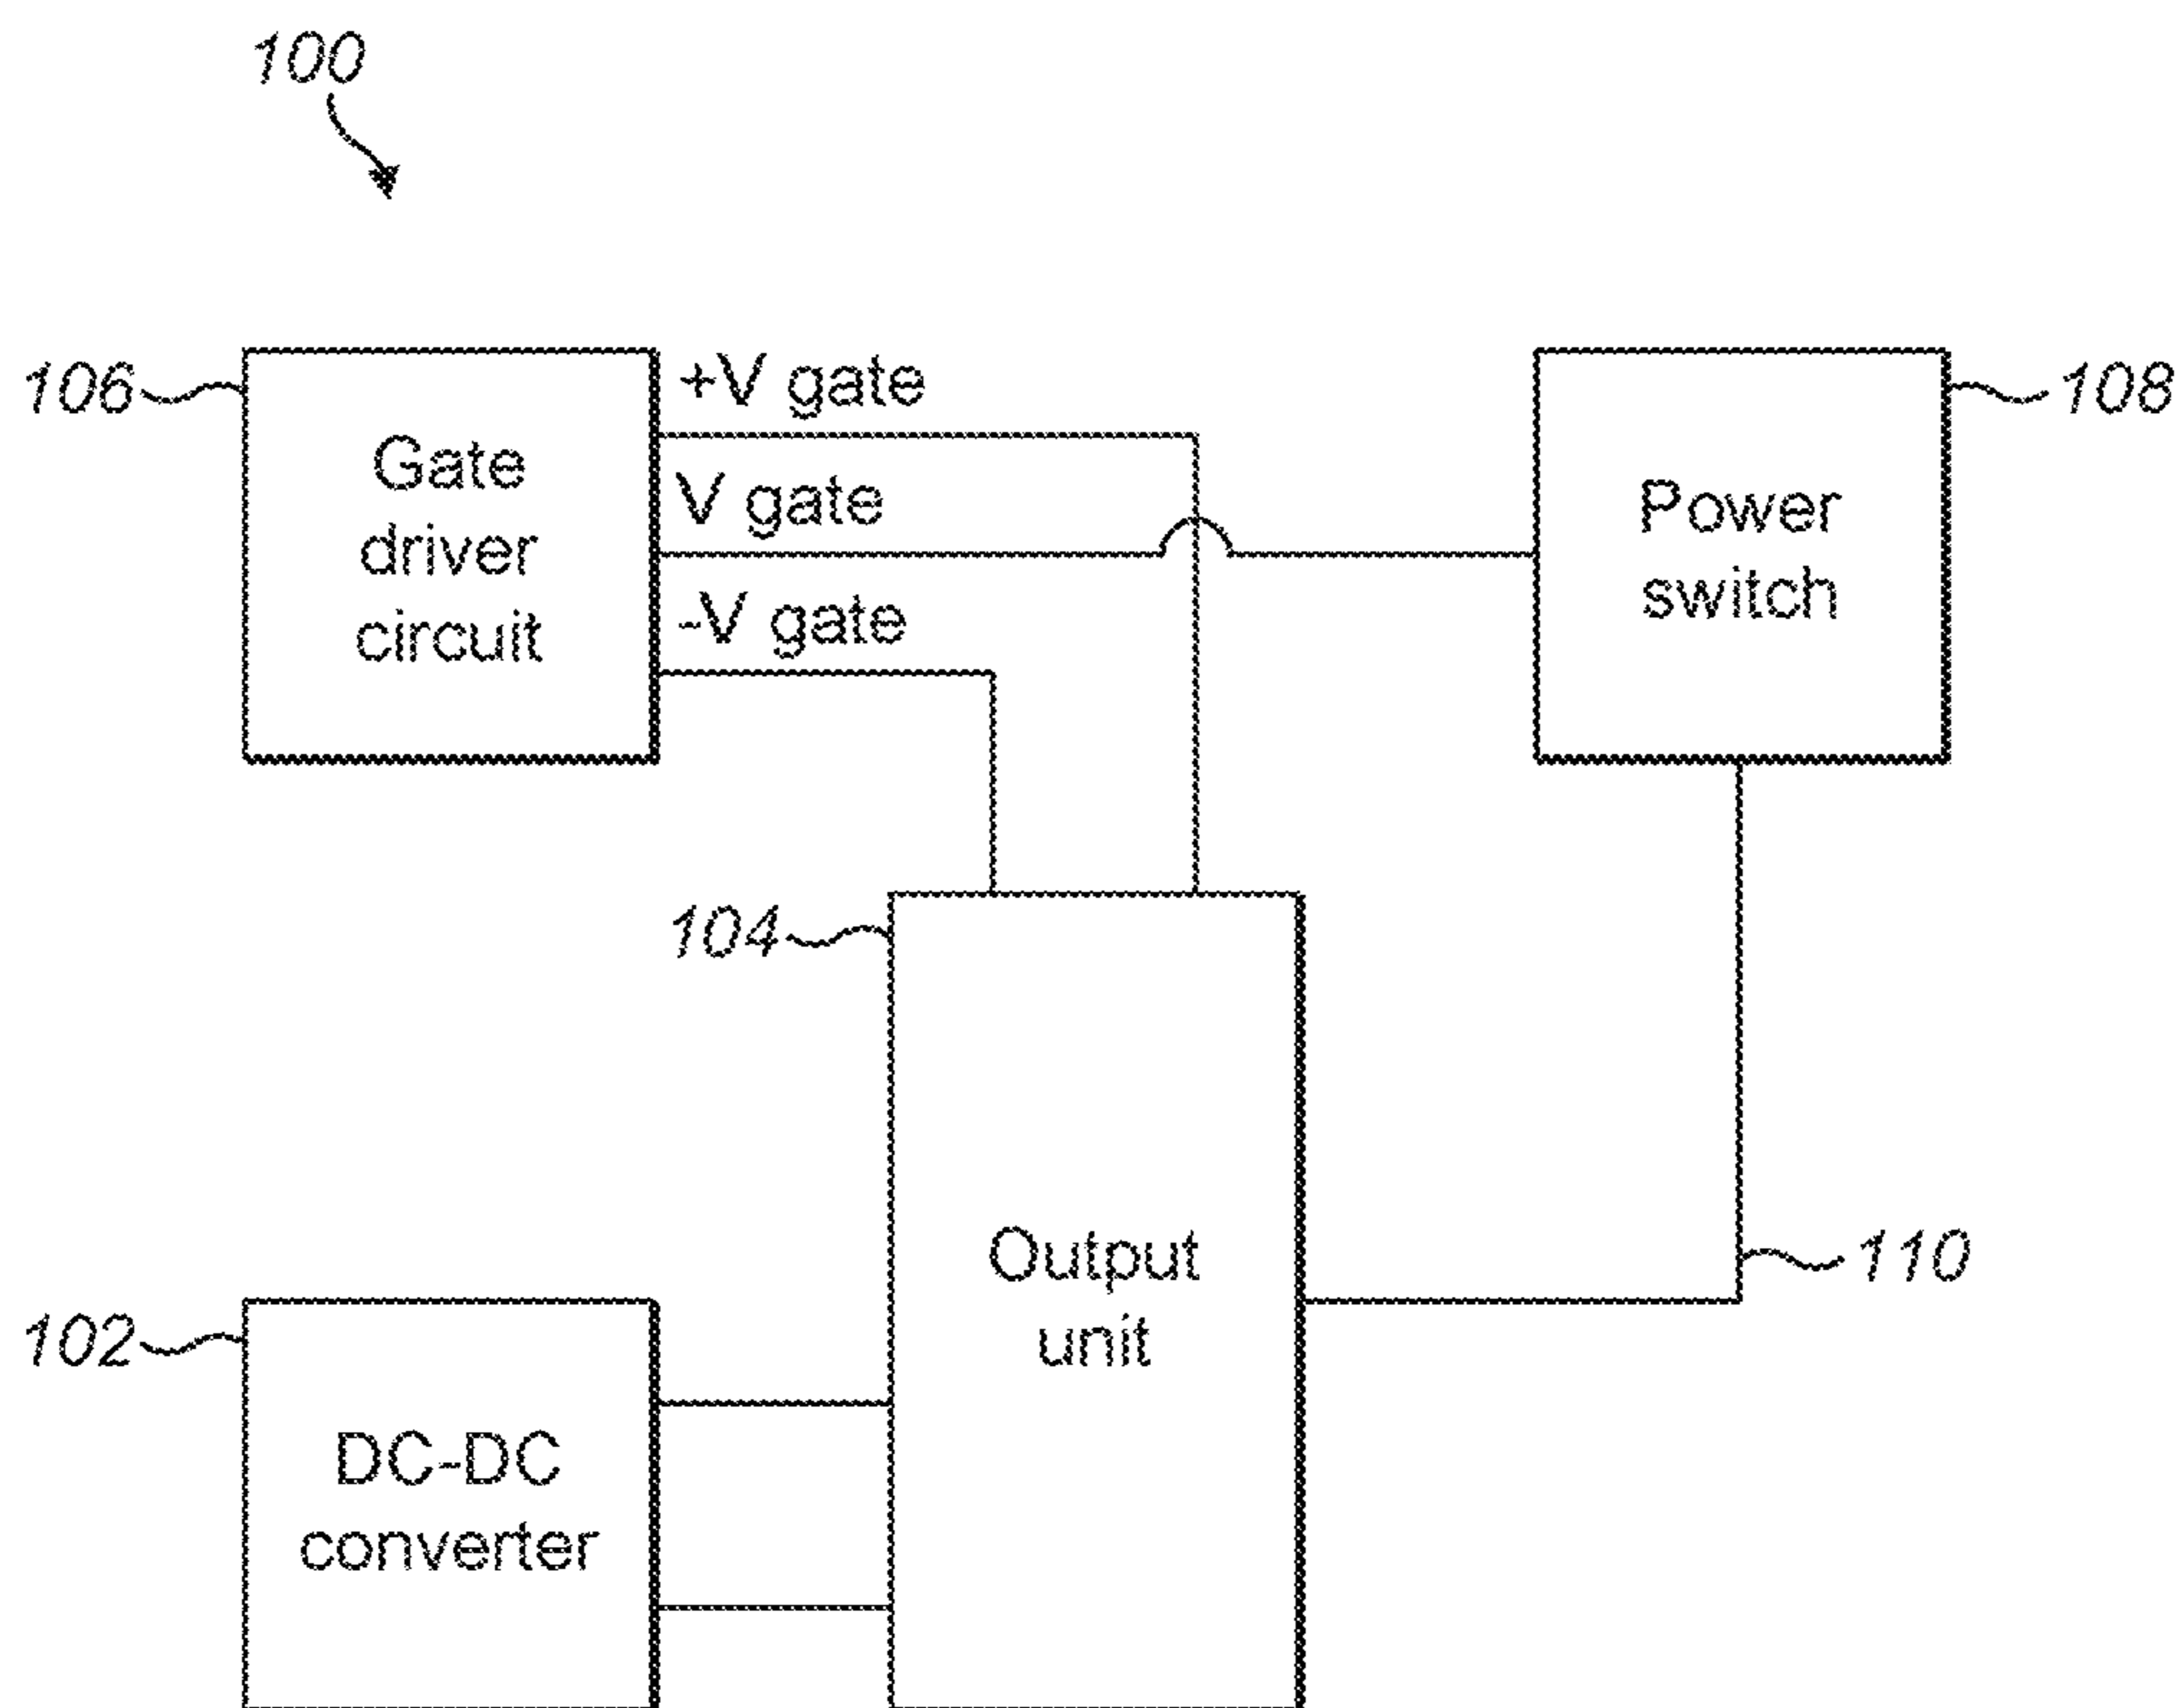 100
106
+V gate
108
Gate
driver
circuit
V gate
Power
switch
-V gate
104
Output
unit
110
102
DC-DC
converter